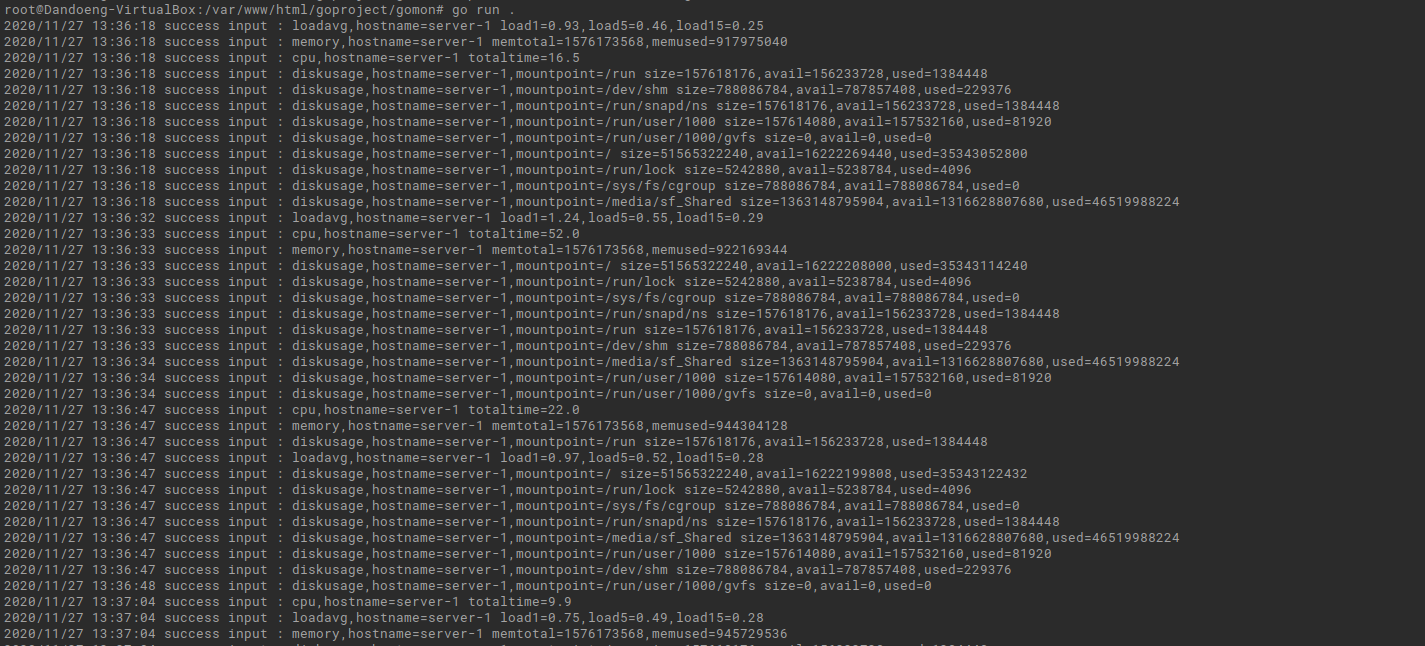 root@Dandoeng-VirtualBox:/var/www/html/goproject/gomon# go run .
2020/11/27 13:36:18 success input : loadavg,hostname=server-1 load1=0.93,load5=0.46,load15=0.25
2020/11/27 13:36:18 success input : memory,hostname=server-1 memtotal=1576173568,memused=917975040
2020/11/27 13:36:18 success input : cpu,hostname=server-1 totaltime=16.5
2020/11/27 13:36:18 success input : diskusage,hostname=server-1,mountpoint=/run size=157618176,avail=156233728,used=1384448
2020/11/27 13:36:18 success input : diskusage,hostname=server-1,mountpoint=/dev/shm size=788086784,avail=787857408,used=229376
2020/11/27 13:36:18 success input : diskusage,hostname=server-1,mountpoint=/run/snapd/ns size=157618176,avail=156233728,used=1384448
2020/11/27 13:36:18 success input : diskusage,hostname=server-1,mountpoint=/run/user/1000 size=157614080,avail=157532160,used=81920
2020/11/27 13:36:18 success input : diskusage,hostname=server-1,mountpoint=/run/user/1000/gvfs size=0,avail=0,used=0
2020/11/27 13:36:18 success input : diskusage,hostname=server-1,mountpoint=/ size=51565322240,avail=16222269440,used=35343052800
2020/11/27 13:36:18 success input : diskusage,hostname=server-1,mountpoint=/run/lock size=5242880,avail=5238784,used=4096
2020/11/27 13:36:18 success input : diskusage,hostname=server-1,mountpoint=/sys/fs/cgroup size=788086784,avail=788086784,used=0
2020/11/27 13:36:18 success input : diskusage,hostname=server-1,mountpoint=/media/sf_Shared size=1363148795904,avail=1316628807680,used=46519988224
2020/11/27 13:36:32 success input : loadavg,hostname=server-1 load1=1.24,load5=0.55,load15=0.29
2020/11/27 13:36:33 success input : cpu,hostname=server-1 totaltime=52.0
2020/11/27 13:36:33 success input : memory,hostname=server-1 memtotal=1576173568,memused=922169344
2020/11/27 13:36:33 success input : diskusage,hostname=server-1,mountpoint=/ size=51565322240,avail=16222208000,used=35343114240
2020/11/27 13:36:33 success input : diskusage,hostname=server-1,mountpoint=/run/lock size=5242880,avail=5238784,used=4096
2020/11/27 13:36:33 success input : diskusage,hostname=server-1,mountpoint=/sys/fs/cgroup size=788086784,avail=788086784,used=0
2020/11/27 13:36:33 success input : diskusage,hostname=server-1,mountpoint=/run/snapd/ns size=157618176,avail=156233728,used=1384448
2020/11/27 13:36:33 success input : diskusage,hostname=server-1,mountpoint=/run size=157618176,avail=156233728,used=1384448
2020/11/27 13:36:33 success input : diskusage,hostname=server-1,mountpoint=/dev/shm size=788086784,avail=787857408,used=229376
2020/11/27 13:36:34 success input : diskusage,hostname=server-1,mountpoint=/media/sf_Shared size=1363148795904,avail=1316628807680,used=46519988224
2020/11/27 13:36:34 success input : diskusage,hostname=server-1,mountpoint=/run/user/1000 size=157614080,avail=157532160,used=81920
2020/11/27 13:36:34 success input : diskusage,hostname=server-1,mountpoint=/run/user/1000/gvfs size=0,avail=0,used=0
2020/11/27 13:36:47 success input : cpu,hostname=server-1 totaltime=22.0
2020/11/27 13:36:47 success input : memory,hostname=server-1 memtotal=1576173568,memused=944304128
2020/11/27 13:36:47 success input : diskusage,hostname=server-1,mountpoint=/run size=157618176,avail=156233728,used=1384448
2020/11/27 13:36:47 success input : loadavg,hostname=server-1 load1=0.97,load5=0.52,load15=0.28
2020/11/27 13:36:47 success input : diskusage,hostname=server-1,mountpoint=/ size=51565322240,avail=16222199808,used=35343122432
2020/11/27 13:36:47 success input : diskusage,hostname=server-1,mountpoint=/run/lock size=5242880,avail=5238784,used=4096
2020/11/27 13:36:47 success input : diskusage,hostname=server-1,mountpoint=/sys/fs/cgroup size=788086784,avail=788086784,used=0
2020/11/27 13:36:47 success input : diskusage,hostname=server-1,mountpoint=/run/snapd/ns size=157618176,avail=156233728,used=1384448
2020/11/27 13:36:47 success input : diskusage,hostname=server-1,mountpoint=/media/sf_Shared size=1363148795904,avail=1316628807680,used=46519988224
2020/11/27 13:36:47 success input : diskusage,hostname=server-1,mountpoint=/run/user/1000 size=157614080,avail=157532160,used=81920
2020/11/27 13:36:47 success input : diskusage,hostname=server-1,mountpoint=/dev/shm size=788086784,avail=787857408,used=229376
2020/11/27 13:36:48 success input : diskusage,hostname=server-1,mountpoint=/run/user/1000/gvfs size=0,avail=0,used=0
2020/11/27 13:37:04 success input : cpu,hostname=server-1 totaltime=9.9
2020/11/27 13:37:04 success input : loadavg,hostname=server-1 load1=0.75,load5=0.49,load15=0.28
2020/11/27 13:37:04 success input : memory,hostname=server-1 memtotal=1576173568,memused=945729536